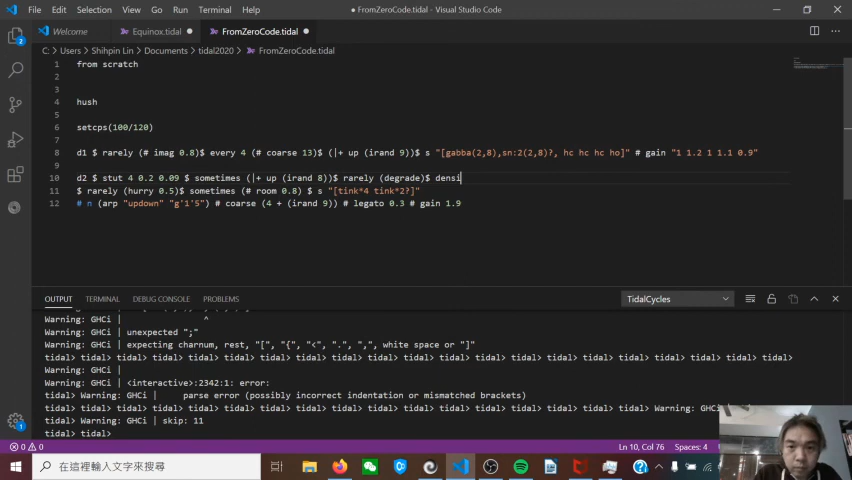 File Edit Selection View Go Run Terminal Help
● FromZeroCode.tidal - Visual Studio Code
Welcome
Equinox.tidal ●
FromZeroCode.tidal ●
C: > Users > Shihpin Lin > Documents > tidal2020 > FromZeroCode.tidal
1 from scratch
2
3
4 hush
5
6 setcps(100/120)
7
8 d1 $ rarely (# imag 0.8)$ every 4 (# coarse 13)$ (|+ up (irand 9))$ s "[gabba(2,8),sn:2(2,8)?, hc hc hc ho]" # gain "1 1.2 1 1.1 0.9"
9
10 d2 $ stut 4 0.2 0.09 $ sometimes (|+ up (irand 8))$ rarely (degrade)$ densi
11 $ rarely (hurry 0.5)$ sometimes (# room 0.8) $ s "[tink*4 tink*2?]"
12 # n (arp "updown" "g'1'5") # coarse (4 + (irand 9)) # legato 0.3 # gain 1.9
OUTPUT TERMINAL DEBUG CONSOLE PROBLEMS
TidalCycles
Warning: GHCi | ^
Warning: GHCi | unexpected ";"
Warning: GHCi | expecting charnum, rest, "[", "{", "<", ".", ",", white space or "]"
tidal> tidal> tidal> tidal> tidal> tidal> tidal> tidal> tidal> tidal> tidal> tidal> tidal> tidal> tidal> tidal> tidal> tidal> tidal> tidal>
Warning: GHCi |
Warning: GHCi | <interactive>:2342:1: error:
tidal> Warning: GHCi | parse error (possibly incorrect indentation or mismatched brackets)
tidal> tidal> tidal> tidal> tidal> tidal> tidal> tidal> tidal> tidal> tidal> tidal> tidal> tidal> tidal> tidal> Warning: GHCi
Warning: GHCi | skip: 11
tidal> tidal>
0 0
Ln 10, Col 76 Spaces: 4
在這裡輸入文字來搜尋